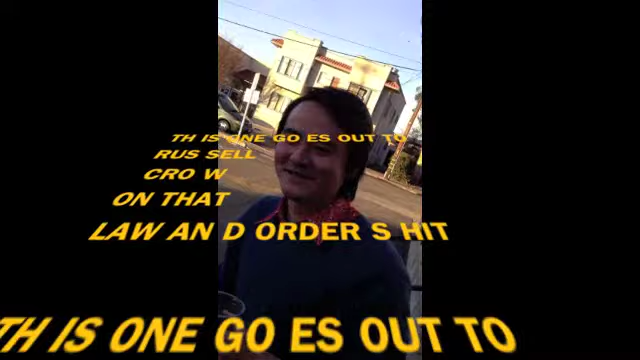 TH IS ONE GO ES OUT TO
RUS SELL
CRO W
ON THAT
LAW AN D ORDER S HIT
TH IS ONE GO ES OUT TO